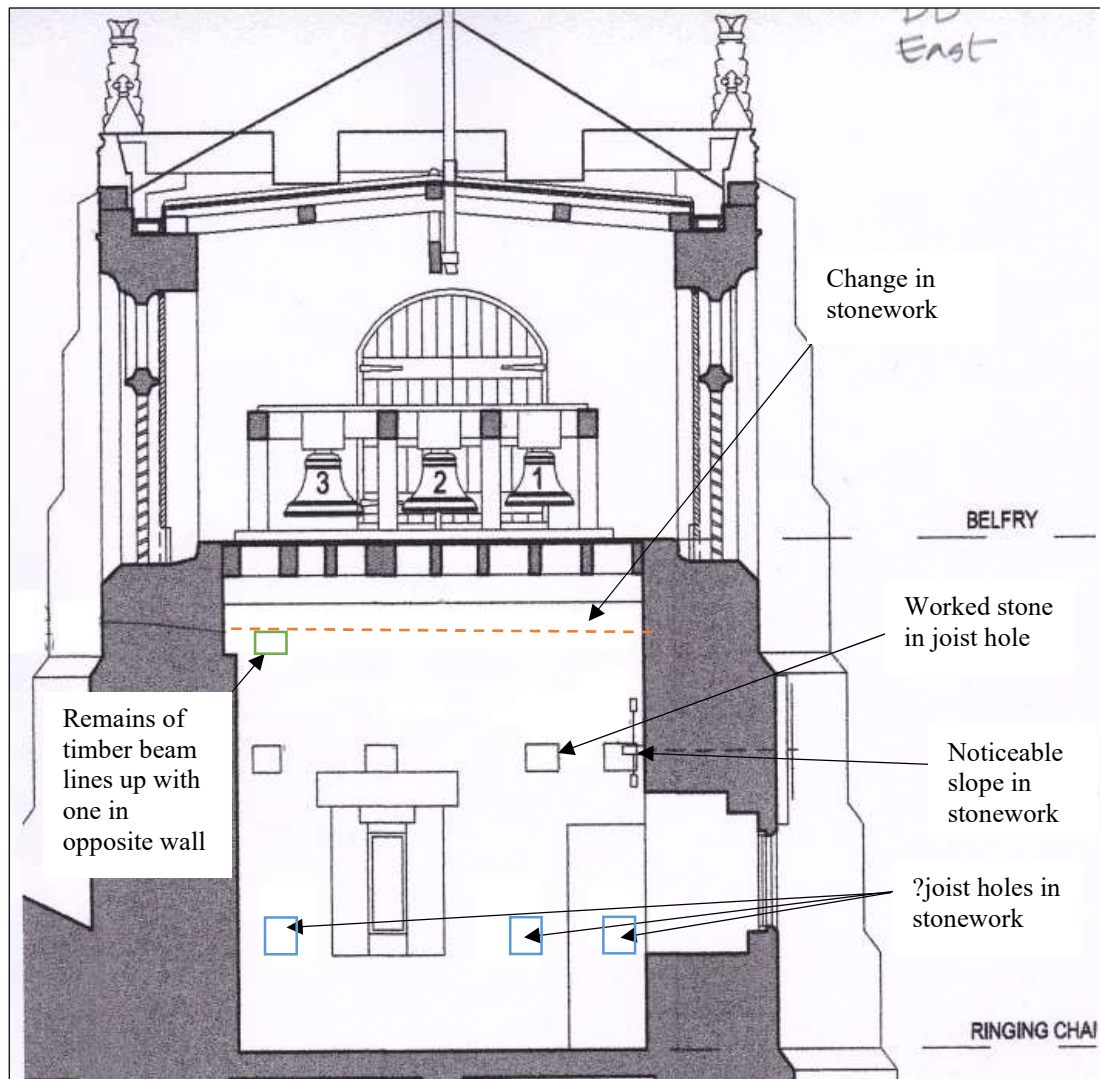 East
Change in
stonework
3
2
1
BELFRY
Worked stone
in joist hole
Remains of
timber beam
lines up with
one in
opposite wall
Noticeable
slope in
stonework
?joist holes in
stonework
RINGING CHA